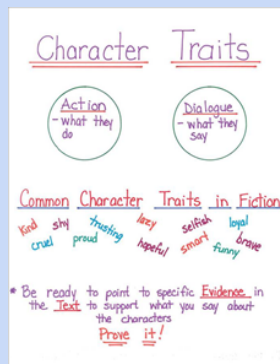 Character Traits
Action
- what they
do
Dialogue
- what they
say
Common Character Traits in Fiction
kind shy trusting lazy selfish loyal
cruel proud hopeful smart funny brave
* Be ready to point to specific Evidence in
the Text to support what you say about
the characters
Prove it!